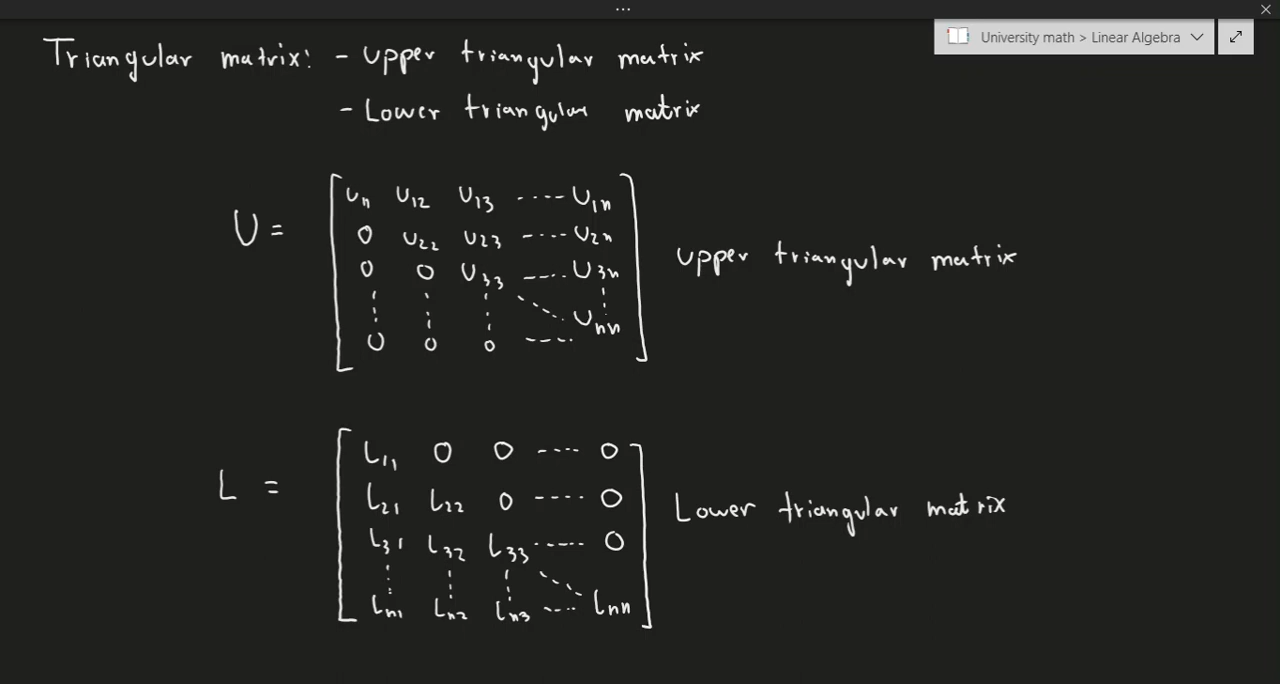 ...
University math > Linear Algebra
Triangular matrix: - Upper triangular matrix
- Lower triangular matrix
U11 U12 U13 ---- U1n
U = 0 U22 U23 ---- U2n Upper triangular matrix
0 0 U33 ---- U3n
Unn
0 0 0 ----
L11 0 0 ---- 0
L = L21 L22 0 ---- 0 Lower triangular matrix
L31 L32 L33 ---- 0
Ln1 Ln2 Ln3 ---- Lnn